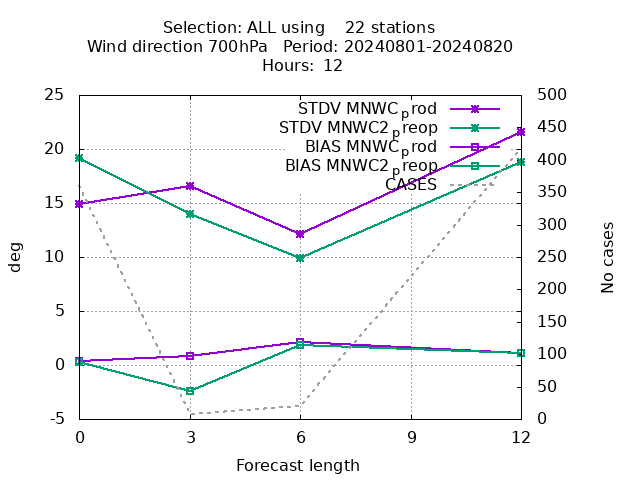 Selection: ALL using    22 stations
Wind direction 700hPa   Period: 20240801-20240820
Hours:  12
25
20
15
10
5
0
-5
deg
STDV MNWC_prod
STDV MNWC2_preop
BIAS MNWC_prod
BIAS MNWC2_preop
CASES
500
450
400
350
300
250
200
150
100
50
0
No cases
0 3 6 9 12
Forecast length